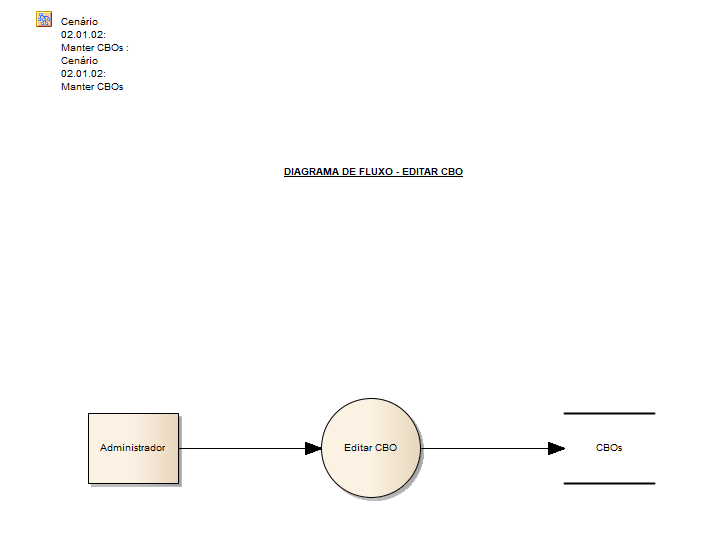 Cenário
02.01.02:
Manter CBOs :
Cenário
02.01.02:
Manter CBOs
DIAGRAMA DE FLUXO - EDITAR CBO
Administrador
Editar CBO
CBOs